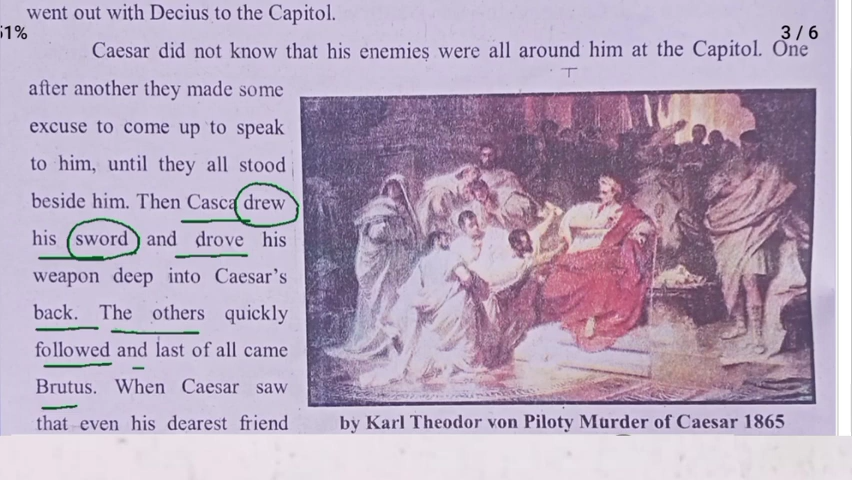 went out with Decius to the Capitol.
51%
3 / 6
Caesar did not know that his enemies were all around him at the Capitol. One
after another they made some
excuse to come up to speak
to him, until they all stood
beside him. Then Casca drew
his sword and drove his
weapon deep into Caesar's
back. The others quickly
followed and last of all came
Brutus. When Caesar saw
that even his dearest friend
by Karl Theodor von Piloty Murder of Caesar 1865